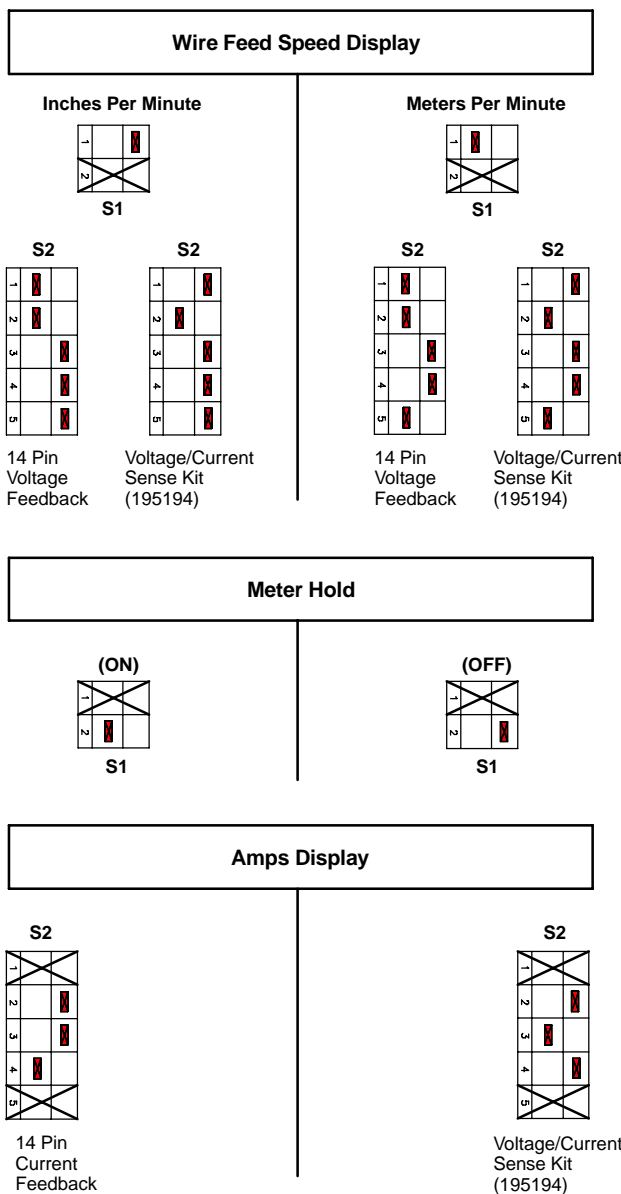 Wire Feed Speed Display
Inches Per Minute
1
2
S1
S2
1
2
3
4
5
14 Pin
Voltage
Feedback
S2
1
2
3
4
5
Voltage/Current
Sense Kit
(195194)
Meters Per Minute
1
2
S1
S2
1
2
3
4
5
14 Pin
Voltage
Feedback
S2
1
2
3
4
5
Voltage/Current
Sense Kit
(195194)
Meter Hold
(ON)
1
2
S1
(OFF)
1
2
S1
Amps Display
S2
1
2
3
4
5
14 Pin
Current
Feedback
S2
1
2
3
4
5
Voltage/Current
Sense Kit
(195194)